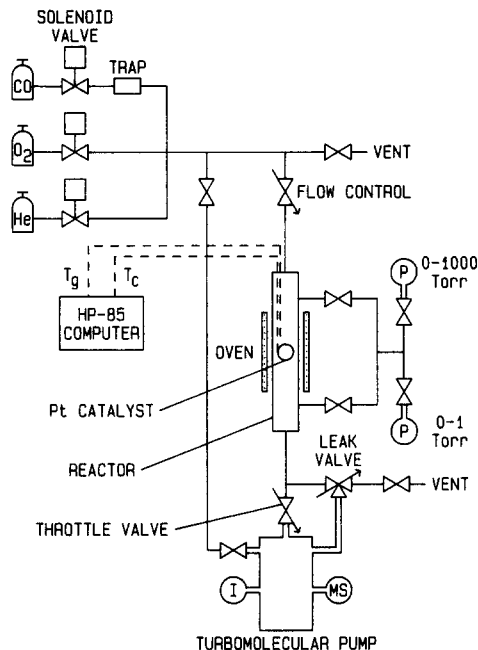 SOLENOID
VALVE
CO
TRAP
O2
VENT
He
FLOW CONTROL
Tg
Tc
P
0-1000
Torr
HP-85
COMPUTER
OVEN
Pt CATALYST
P
0-1
Torr
REACTOR
LEAK
VALVE
VENT
THROTTLE VALVE
I
MS
TURBOMOLECULAR PUMP